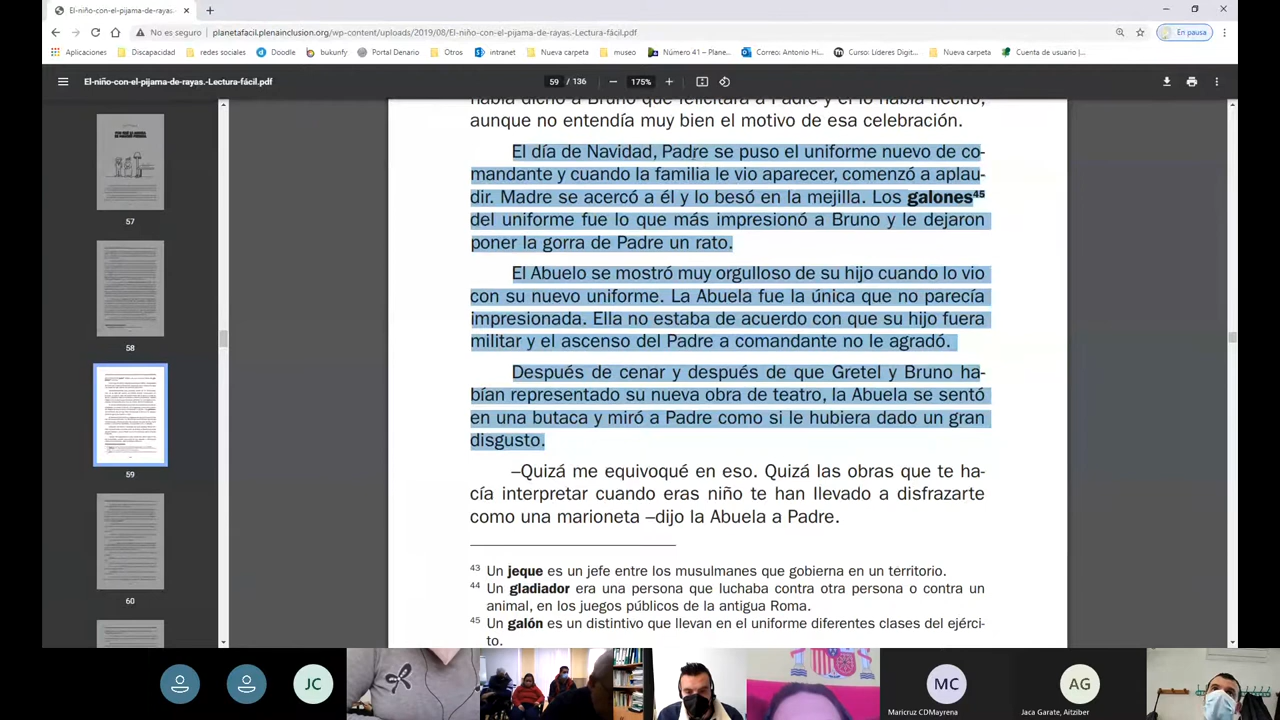 El-niño-con-el-pijama-de-rayas.-L
No es seguro | planetafacil.plenainclusion.org/wp-content/uploads/2019/08/El-niño-con-el-pijama-de-rayas.-Lectura-fácil.pdf
En pausa
Aplicaciones Discapacidad redes sociales Doodle bukunfy Portal Denario Otros intranet Nueva carpeta museo Número 41 – Plane... Correo: Antonio Hi... Curso: Líderes Digit... Nueva carpeta Cuenta de usuario |...
El-niño-con-el-pijama-de-rayas.-Lectura-fácil.pdf
59 / 136
175%
57
58
59
60
había dicho a Bruno que felicitara a Padre y él lo había hecho,
aunque no entendía muy bien el motivo de esa celebración.
El día de Navidad, Padre se puso el uniforme nuevo de co-
mandante y cuando la familia le vio aparecer, comenzó a aplau-
dir. Madre se acercó a él y lo besó en la mejilla. Los galones45
del uniforme fue lo que más impresionó a Bruno y le dejaron
poner la gorra de Padre un rato.
El Abuelo se mostró muy orgulloso de su hijo cuando lo vio
con su nuevo uniforme. La Abuela fue la única que no parecía
impresionada. Ella no estaba de acuerdo con que su hijo fuera
militar y el ascenso del Padre a comandante no le agradó.
Después de cenar y después de que Gretel y Bruno ha-
bían representado su nueva obra de teatro, la Abuela se sentó
en una butaca y miró a Padre como si la hubiera dado un gran
disgusto.
–Quizá me equivoqué en eso. Quizá las obras que te ha-
cía interpretar cuando eras niño te han llevado a disfrazarte
como una marioneta –dijo la Abuela a Padre.
43 Un jeque es un jefe entre los musulmanes que gobierna en un territorio.
44 Un gladiador era una persona que luchaba contra otra persona o contra un
animal, en los juegos públicos de la antigua Roma.
45 Un galón es un distintivo que llevan en el uniforme diferentes clases del ejérci-
to.
JC
MC
Maricruz CDMayrena
AG
Jaca Garate, Aitziber